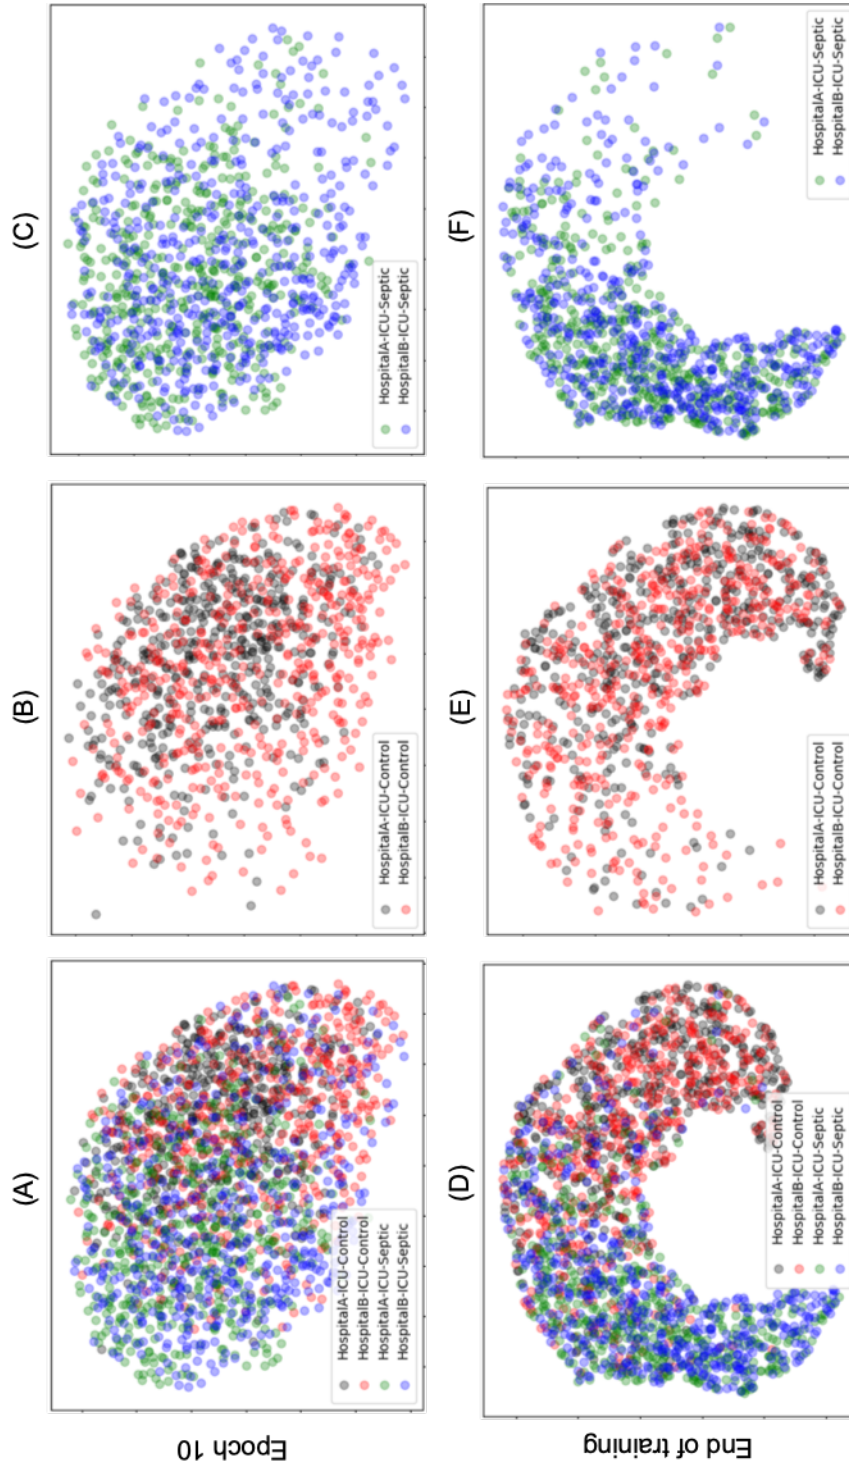 (A)
(B)
(C)
Epoch 10
HospitalA-ICU-Control
HospitalB-ICU-Control
HospitalA-ICU-Septic
HospitalB-ICU-Septic
HospitalA-ICU-Control
HospitalB-ICU-Control
HospitalA-ICU-Septic
HospitalB-ICU-Septic
(D)
(E)
(F)
End of training
HospitalA-ICU-Control
HospitalB-ICU-Control
HospitalA-ICU-Septic
HospitalB-ICU-Septic
HospitalA-ICU-Control
HospitalB-ICU-Control
HospitalA-ICU-Septic
HospitalB-ICU-Septic